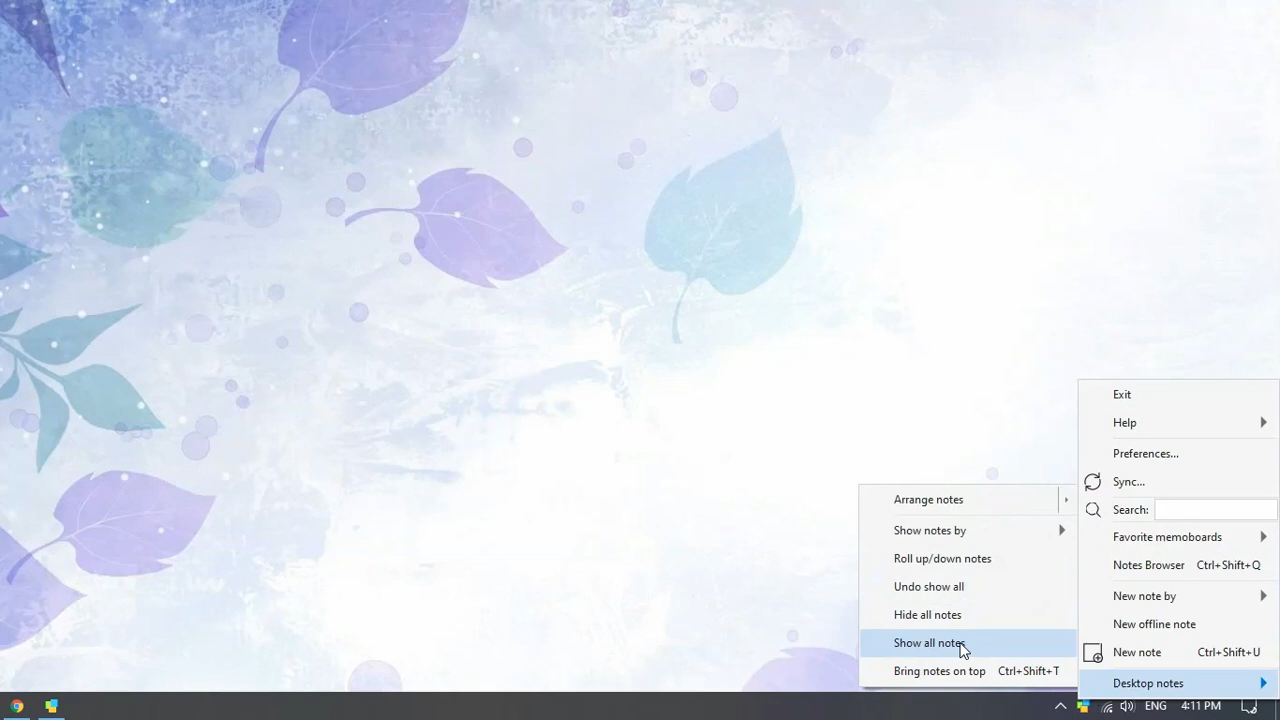 Exit
Help
Preferences...
Sync...
Search:
Favorite memoboards
Notes Browser Ctrl+Shift+Q
New note by
New offline note
New note Ctrl+Shift+U
Desktop notes
Arrange notes
Show notes by
Roll up/down notes
Undo show all
Hide all notes
Show all notes
Bring notes on top Ctrl+Shift+T
ENG 4:11 PM